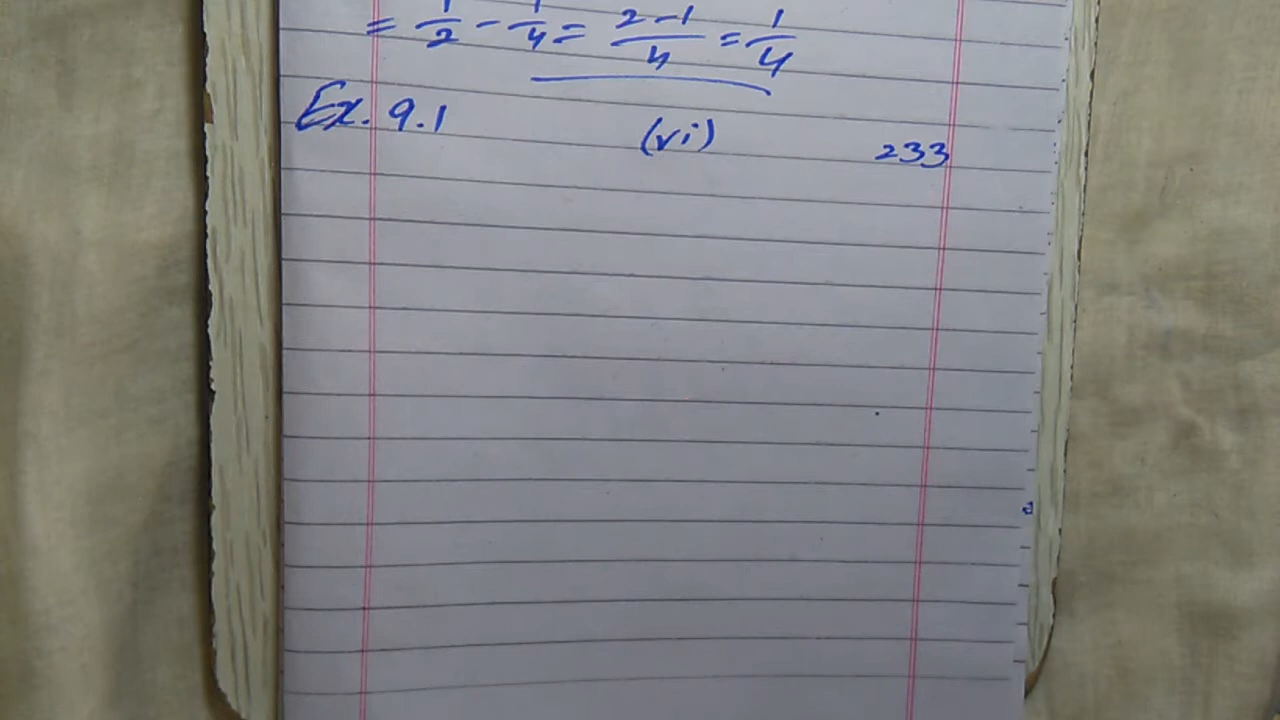 = 1/2 - 1/4 = 2-1/4 = 1/4
Ex. 9.1 (vi) 233